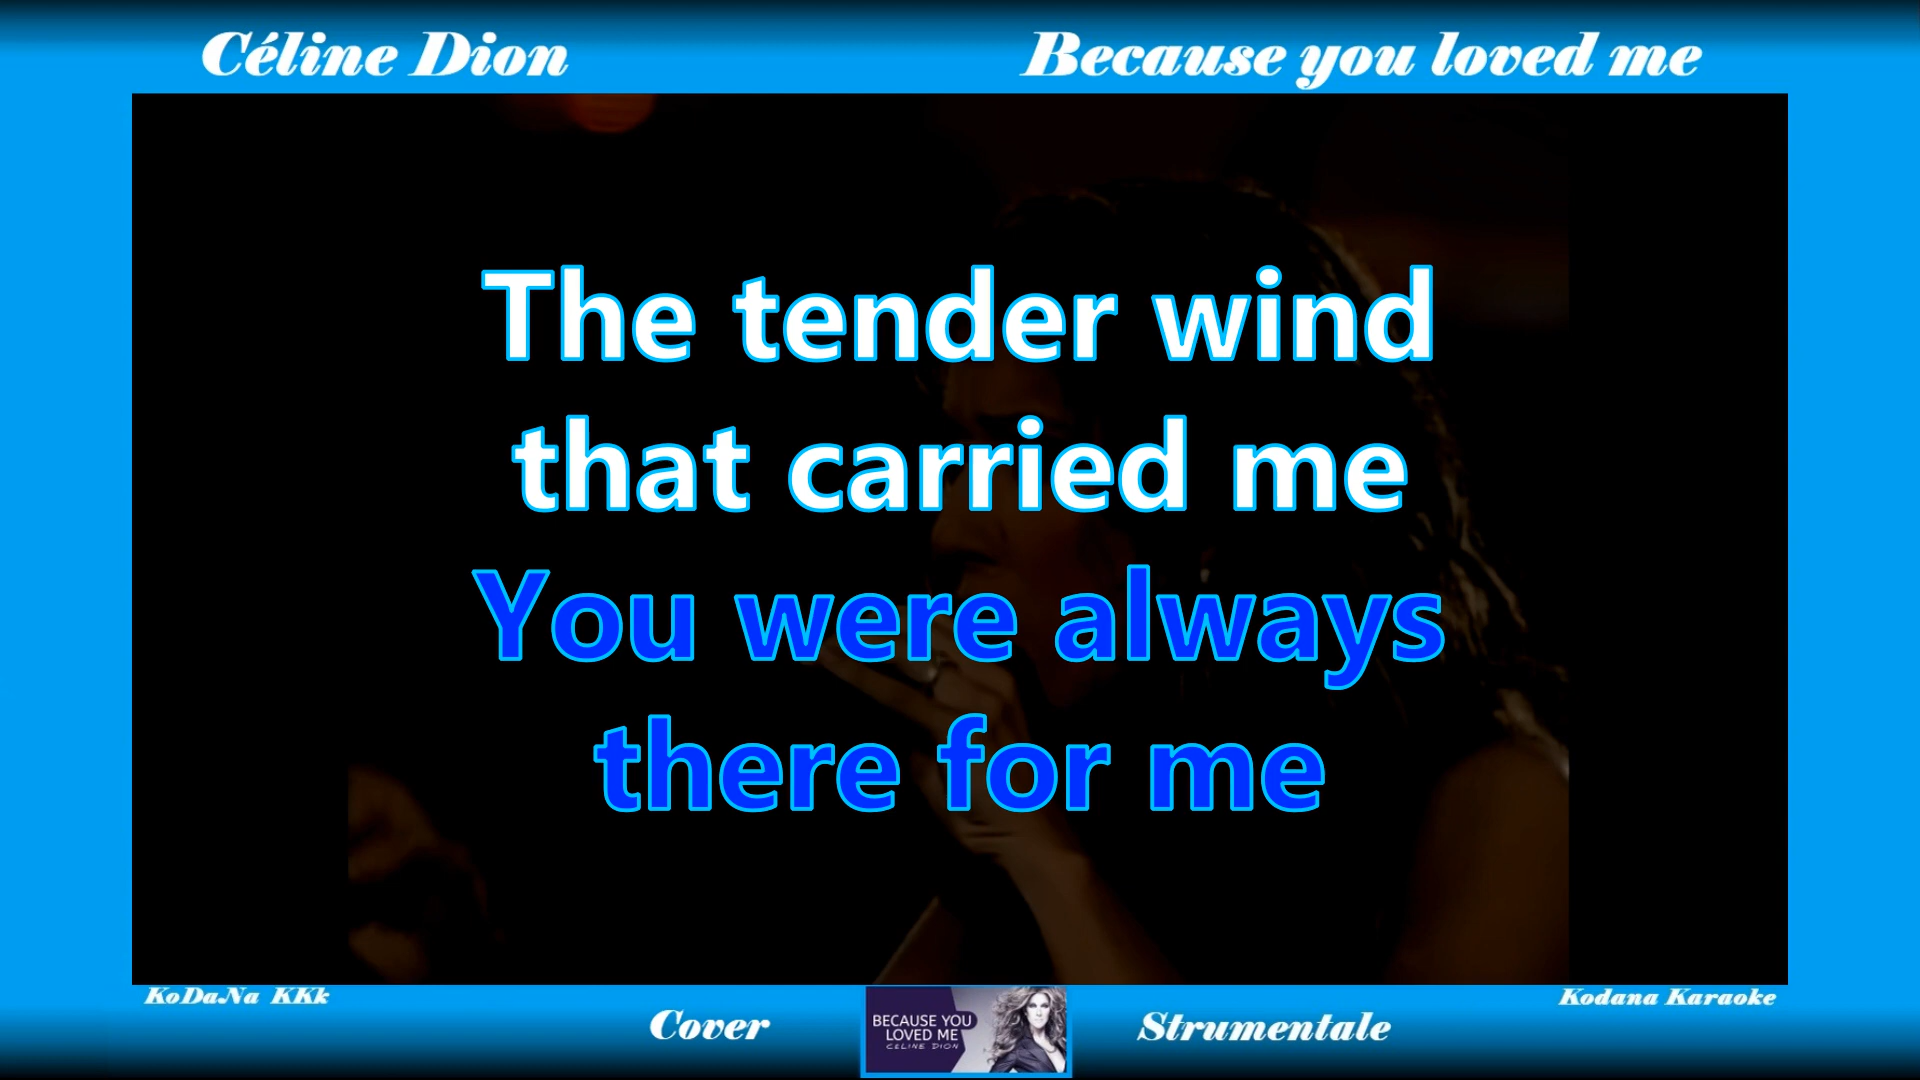 Céline Dion
Because you loved me
The tender wind
that carried me
You were always
there for me
KoDaNa KKk
Kodana Karaoke
Cover
BECAUSE YOU
LOVED ME
CELINE DION
Strumentale